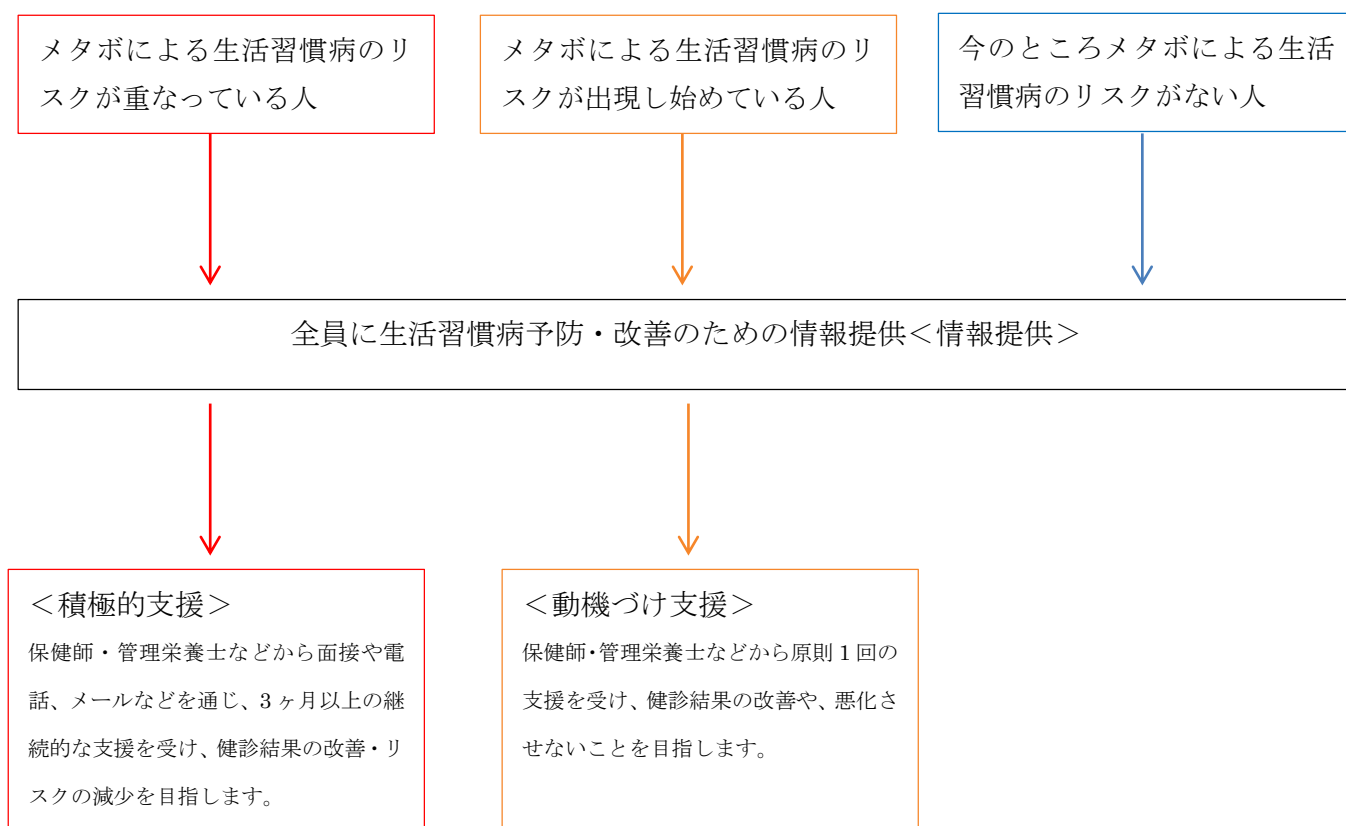 メタボによる生活習慣病のリ
スクが重なっている人
メタボによる生活習慣病のリ
スクが出現し始めている人
今のところメタボによる生活
習慣病のリスクがない人
全員に生活習慣病予防・改善のための情報提供＜情報提供＞
＜積極的支援＞
保健師・管理栄養士などから面接や電
話、メールなどを通じ、3ヶ月以上の継
続的な支援を受け、健診結果の改善・リ
スクの減少を目指します。
＜動機づけ支援＞
保健師・管理栄養士などから原則1回の
支援を受け、健診結果の改善や、悪化さ
せないことを目指します。